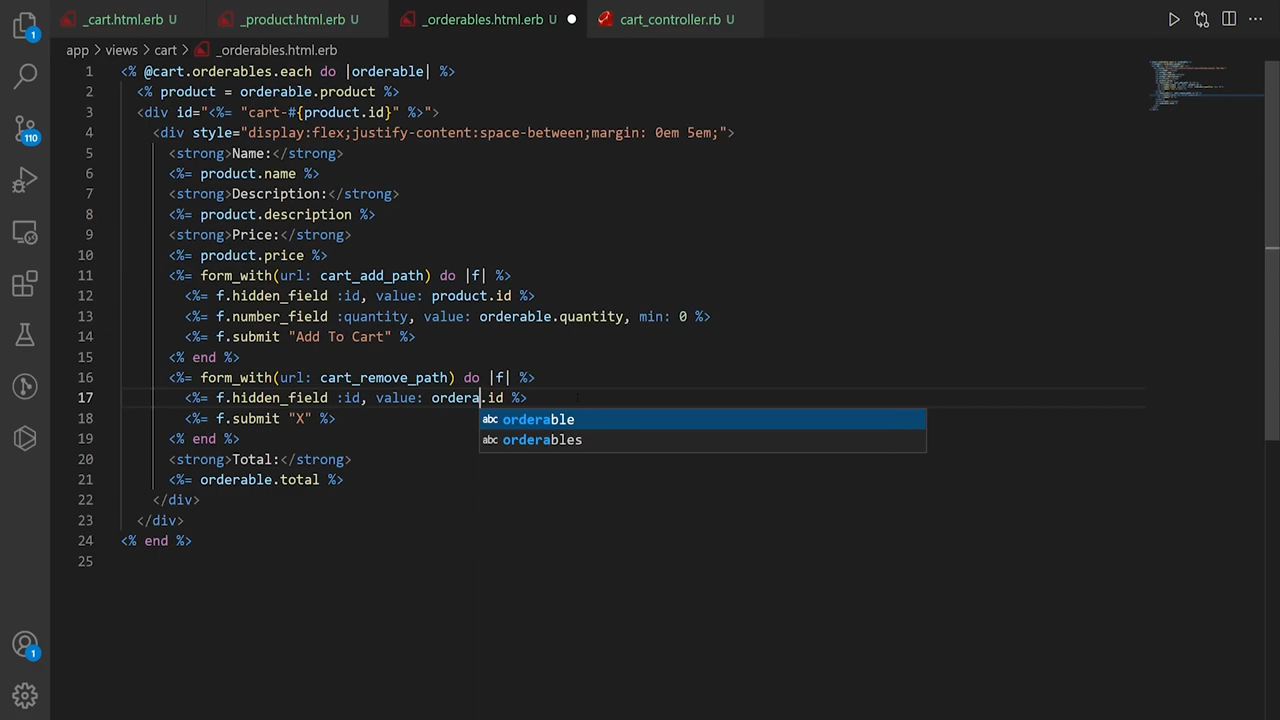 _cart.html.erb U
_product.html.erb U
_orderables.html.erb U
cart_controller.rb U
app > views > cart > _orderables.html.erb
1 <% @cart.orderables.each do |orderable| %>
2 <% product = orderable.product %>
3 <div id="<%= "cart-#{product.id}" %>">
4 <div style="display:flex;justify-content:space-between;margin: 0em 5em;">
5 <strong>Name:</strong>
6 <%= product.name %>
7 <strong>Description:</strong>
8 <%= product.description %>
9 <strong>Price:</strong>
10 <%= product.price %>
11 <%= form_with(url: cart_add_path) do |f| %>
12 <%= f.hidden_field :id, value: product.id %>
13 <%= f.number_field :quantity, value: orderable.quantity, min: 0 %>
14 <%= f.submit "Add To Cart" %>
15 <% end %>
16 <%= form_with(url: cart_remove_path) do |f| %>
17 <%= f.hidden_field :id, value: ordera.id %>
abc orderable
abc orderables
18 <%= f.submit "X" %>
19 <% end %>
20 <strong>Total:</strong>
21 <%= orderable.total %>
22 </div>
23 </div>
24 <% end %>
25
1
110
1